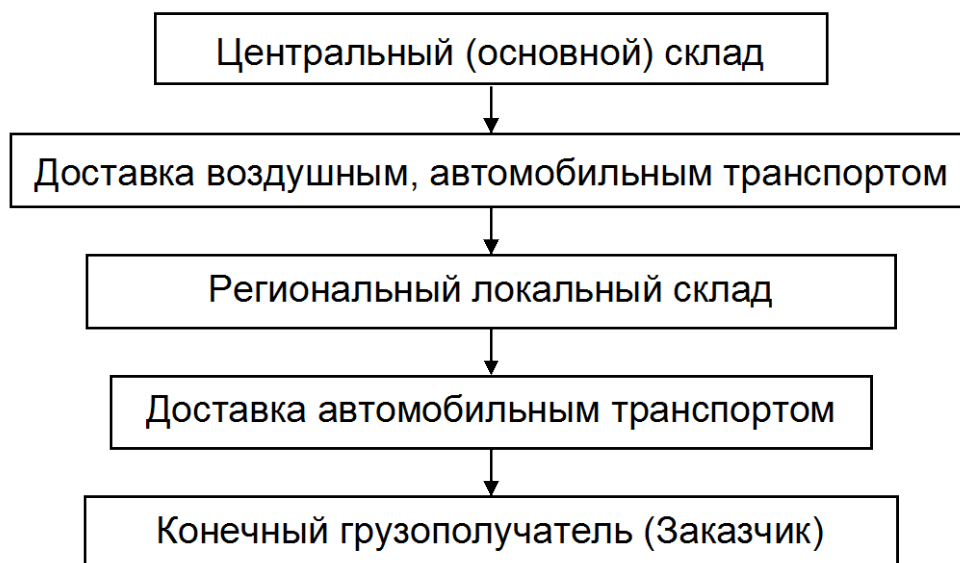 Центральный (основной) склад
Доставка воздушным, автомобильным транспортом
Региональный локальный склад
Доставка автомобильным транспортом
Конечный грузополучатель (Заказчик)